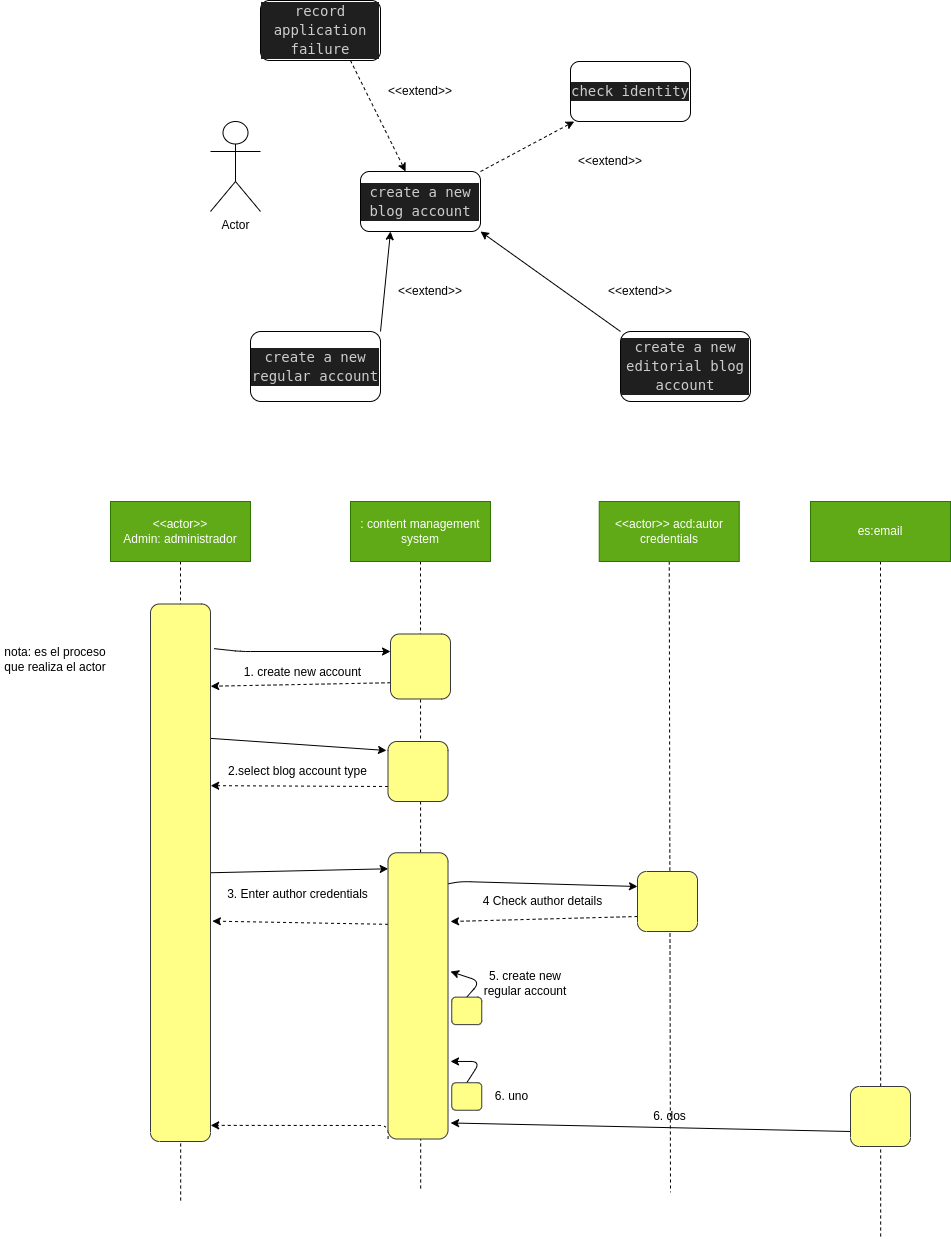 record
application
failure
<<extend>>
check identity
<<extend>>
create a new
blog account
Actor
<<extend>>
<<extend>>
create a new
regular account
create a new
editorial blog
account
<<actor>>
Admin: administrador
: content management
system
<<actor>> acd:autor
credentials
es:email
nota: es el proceso
que realiza el actor
1. create new account
2.select blog account type
3. Enter author credentials
4 Check author details
5. create new
regular account
6. uno
6. dos